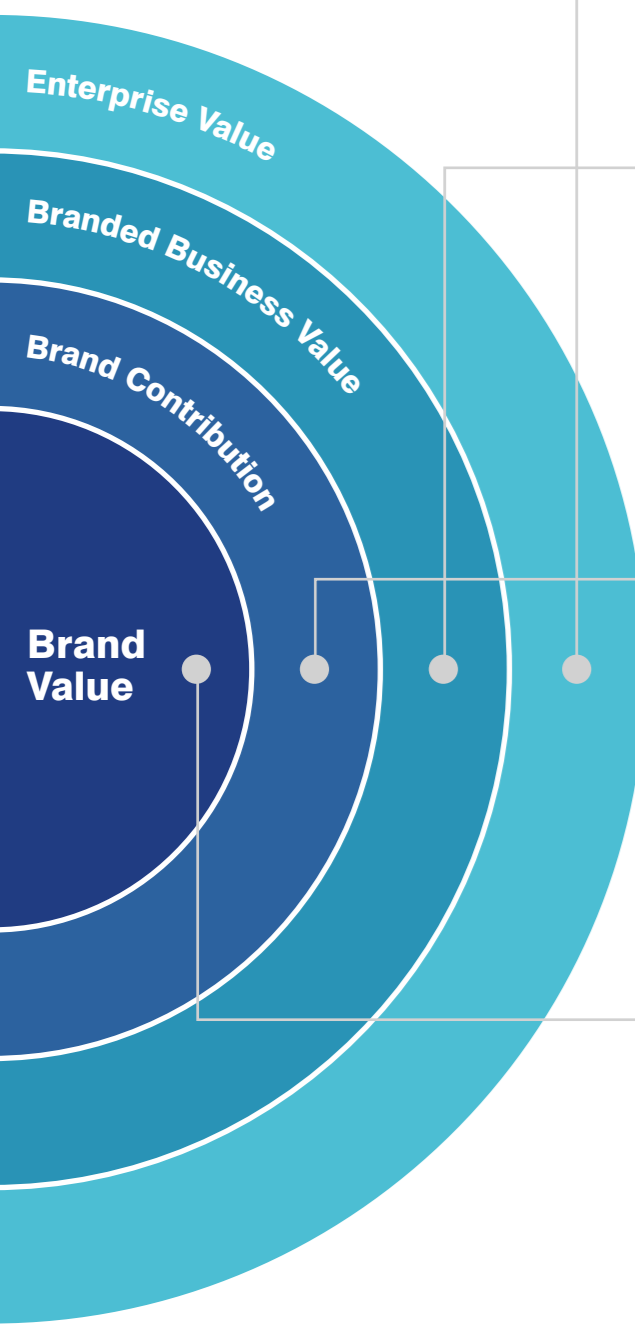 Enterprise Value
Branded Business Value
Brand Contribution
Brand
Value